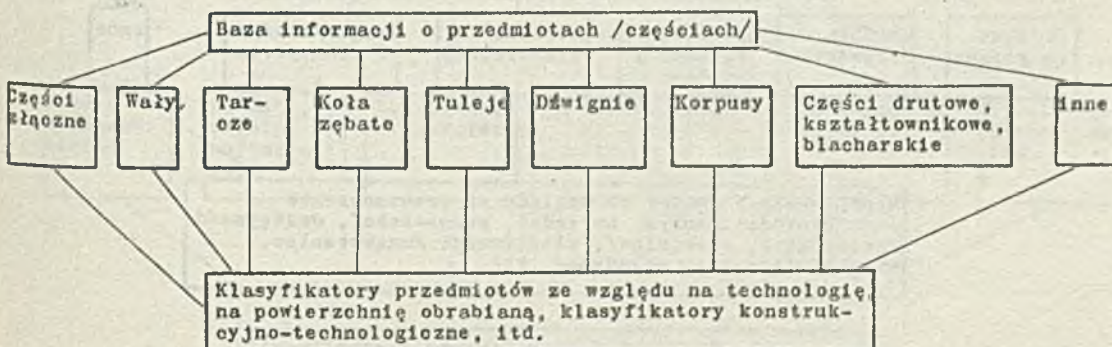 Baza informacji o przedmiotach /częściach/
Części
złączne
Wały
Tar-
cze
Koła
zębate
Tuleje
Dźwignie
Korpusy
Części drutowe,
kształtownikowe,
blacharskie
inne
Klasyfikatory przedmiotów ze względu na technologię,
na powierzchnię obrabianą, klasyfikatory konstruk-
cyjno-technologiczne, itd.